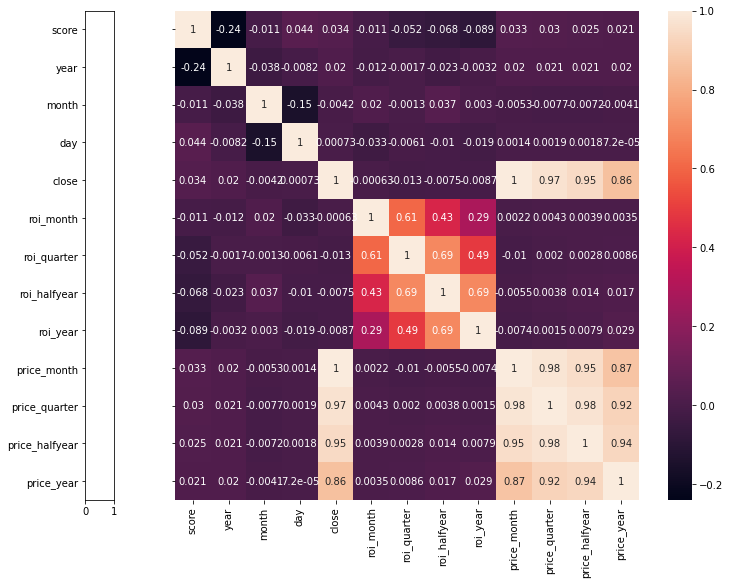 score 1 -0.24 -0.011 0.044 0.034 -0.011 -0.052 -0.068 -0.089 0.033 0.03 0.025 0.021
year -0.24 1 -0.038 -0.0082 0.02 -0.012 -0.0017 -0.023 -0.0032 0.02 0.021 0.021 0.02
month -0.011 -0.038 1 -0.15 -0.0042 0.02 -0.0013 0.037 0.003 -0.0053 -0.0077 -0.0072 -0.0041
day 0.044 -0.0082 -0.15 1 0.00073 -0.033 -0.0061 -0.01 -0.019 0.0014 0.0019 0.0018 7.2e-05
close 0.034 0.02 -0.0042 0.00073 1 -0.00063 -0.013 -0.0075 -0.0087 1 0.97 0.95 0.86
roi_month -0.011 -0.012 0.02 -0.033 -0.00063 1 0.61 0.43 0.29 0.0022 0.0043 0.0039 0.0035
roi_quarter -0.052 -0.0017 -0.0013 -0.0061 -0.013 0.61 1 0.69 0.49 -0.01 0.002 0.0028 0.0086
roi_halfyear -0.068 -0.023 0.037 -0.01 -0.0075 0.43 0.69 1 0.69 -0.0055 0.0038 0.014 0.017
roi_year -0.089 -0.0032 0.003 -0.019 -0.0087 0.29 0.49 0.69 1 -0.0074 0.0015 0.0079 0.029
price_month 0.033 0.02 -0.0053 0.0014 1 0.0022 -0.01 -0.0055 -0.0074 1 0.98 0.95 0.87
price_quarter 0.03 0.021 -0.0077 0.0019 0.97 0.0043 0.002 0.0038 0.0015 0.98 1 0.98 0.92
price_halfyear 0.025 0.021 -0.0072 0.0018 0.95 0.0039 0.0028 0.014 0.0079 0.95 0.98 1 0.94
price_year 0.021 0.02 -0.0041 7.2e-05 0.86 0.0035 0.0086 0.017 0.029 0.87 0.92 0.94 1
0 1
score year month day close roi_month roi_quarter roi_halfyear roi_year price_month price_quarter price_halfyear price_year
1.0
0.8
0.6
0.4
0.2
0.0
−0.2